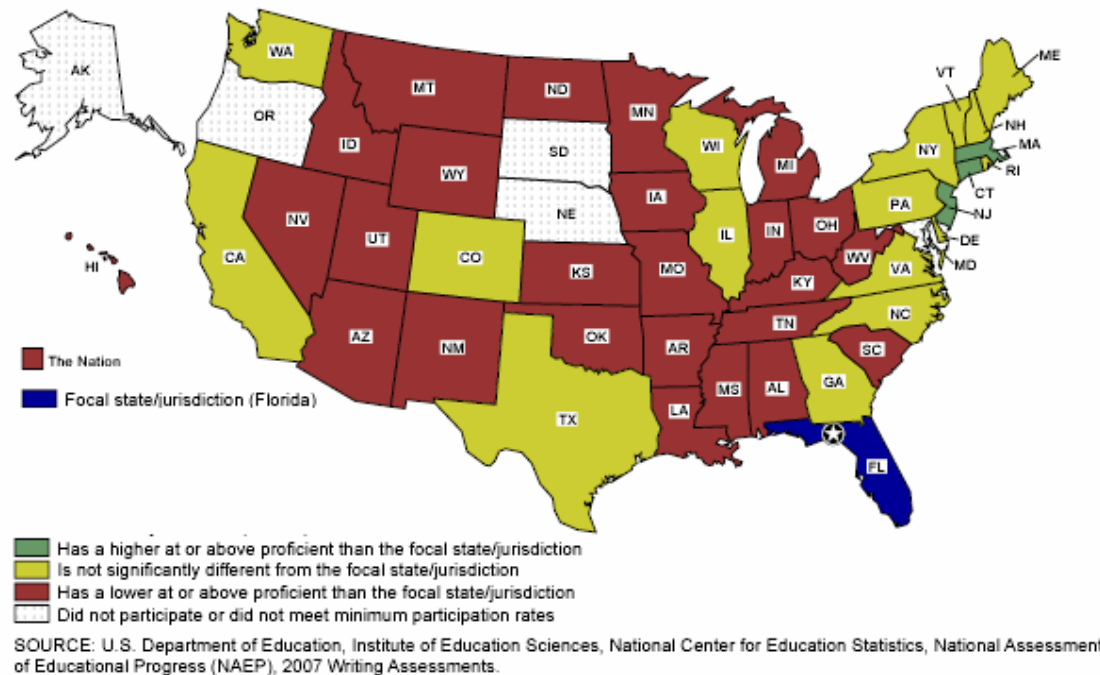 AK
WA
OR
MT
ND
MN
ID
SD
WY
WI
MI
NY
VT
ME
NH
MA
RI
CT
NJ
PA
DE
MD
NE
IA
NV
UT
CO
CA
IL
IN
OH
WV
VA
KS
MO
KY
HI
AZ
NM
OK
AR
TN
NC
SC
MS
AL
GA
LA
TX
FL
The Nation
Focal state/jurisdiction (Florida)
Has a higher at or above proficient than the focal state/jurisdiction
Is not significantly different from the focal state/jurisdiction
Has a lower at or above proficient than the focal state/jurisdiction
Did not participate or did not meet minimum participation rates
SOURCE: U.S. Department of Education, Institute of Education Sciences, National Center for Education Statistics, National Assessment
of Educational Progress (NAEP), 2007 Writing Assessments.